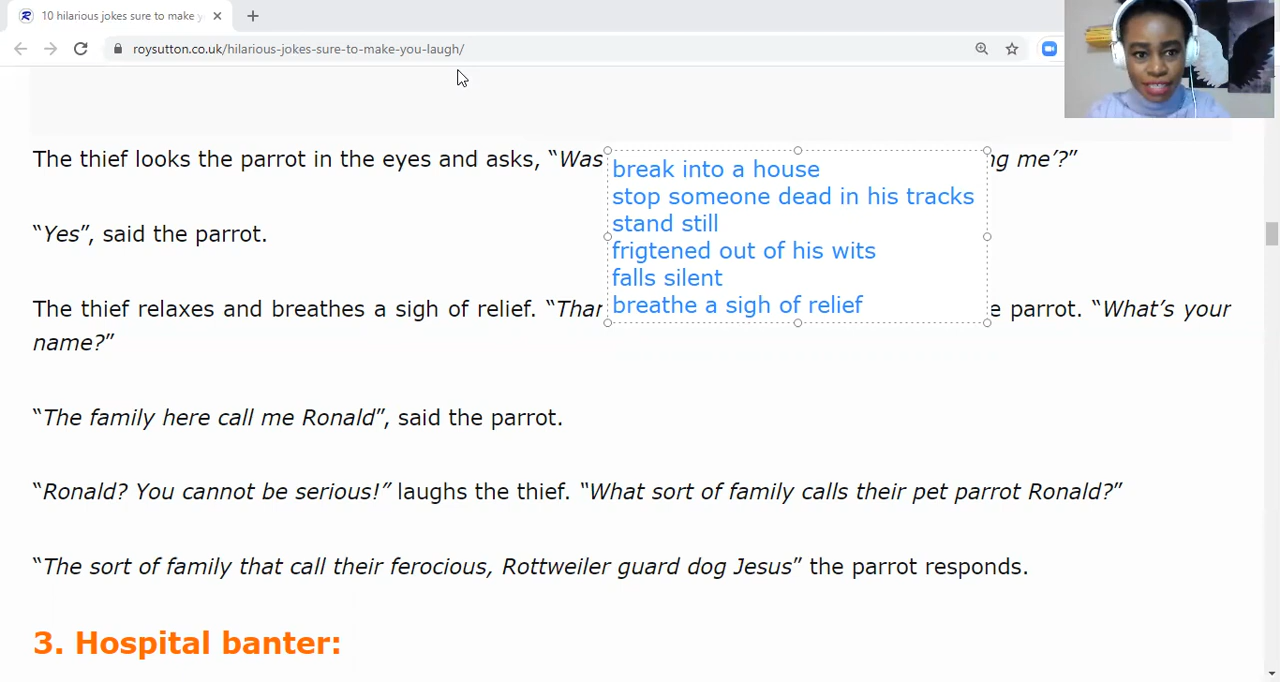 10 hilarious jokes sure to make
roysutton.co.uk/hilarious-jokes-sure-to-make-you-laugh/
The thief looks the parrot in the eyes and asks, “Was
break into a house
stop someone dead in his tracks
stand still
frigtened out of his wits
falls silent
breathe a sigh of relief
me’?”
“Yes”, said the parrot.
The thief relaxes and breathes a sigh of relief. “
parrot. “What’s your
name?”
“The family here call me Ronald”, said the parrot.
“Ronald? You cannot be serious!” laughs the thief. “What sort of family calls their pet parrot Ronald?”
“The sort of family that call their ferocious, Rottweiler guard dog Jesus” the parrot responds.
3. Hospital banter: